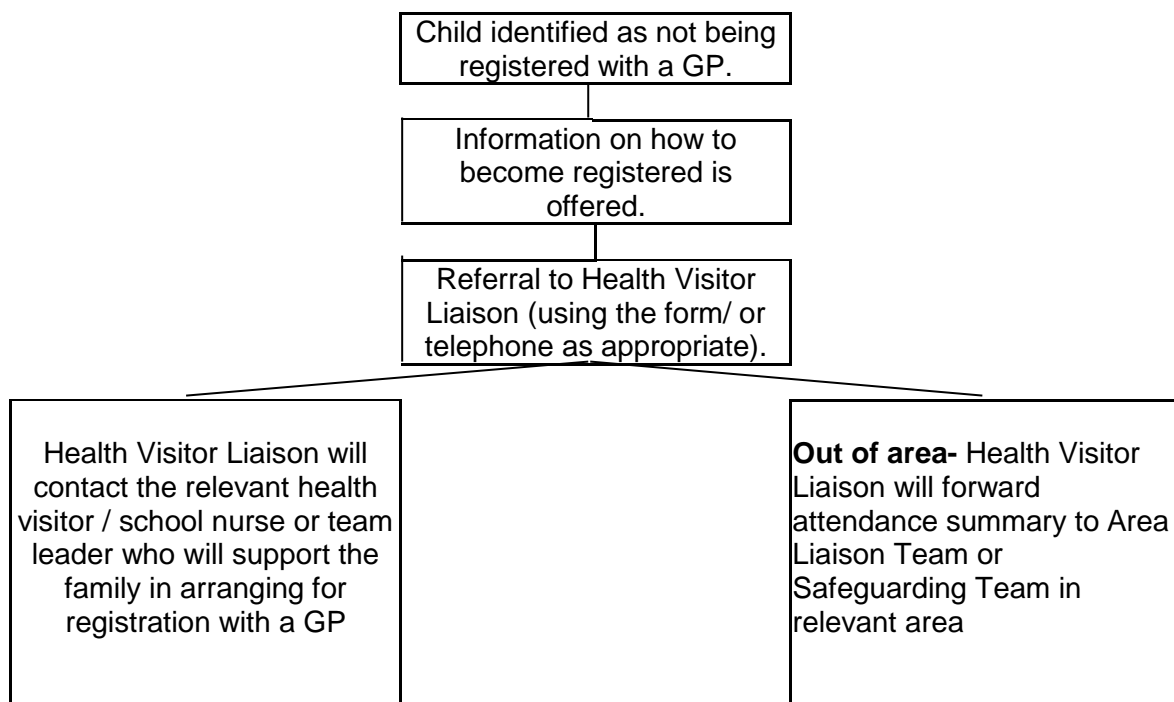 Child identified as not being
registered with a GP.
Information on how to
become registered is
offered.
Referral to Health Visitor
Liaison (using the form/ or
telephone as appropriate).
Health Visitor Liaison will
contact the relevant health
visitor / school nurse or team
leader who will support the
family in arranging for
registration with a GP
Out of area- Health Visitor
Liaison will forward
attendance summary to Area
Liaison Team or
Safeguarding Team in
relevant area